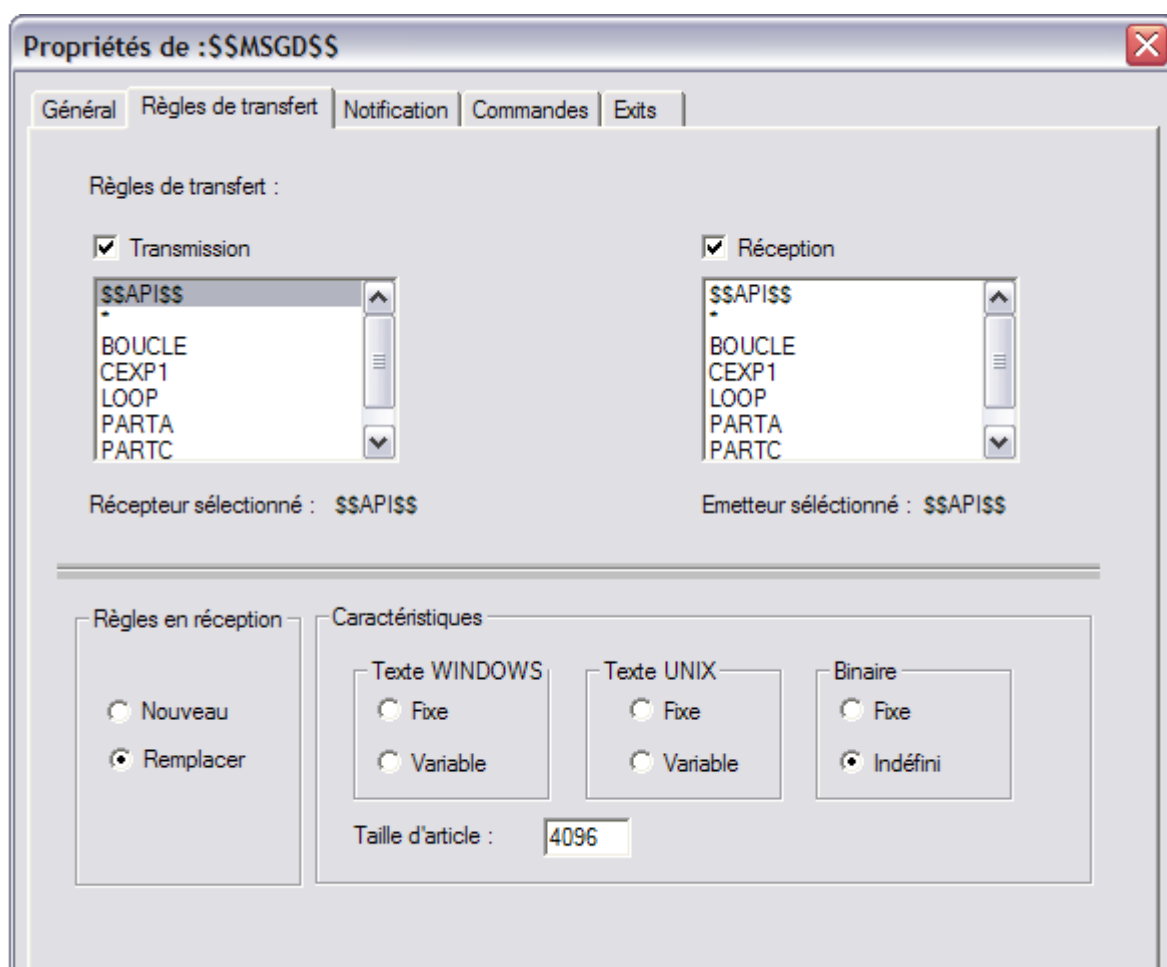 Propriétés de :$$MSGD$$
Général Règles de transfert Notification Commandes Exits
Règles de transfert :
Transmission
$$API$$
*
BOUCLE
CEXP1
LOOP
PARTA
PARTC
Récepteur sélectionné : $$API$$
Réception
$$API$$
*
BOUCLE
CEXP1
LOOP
PARTA
PARTC
Emetteur séléctionné : $$API$$
Règles en réception
Nouveau
Remplacer
Caractéristiques
Texte WINDOWS
Fixe
Variable
Texte UNIX
Fixe
Variable
Binaire
Fixe
Indéfini
Taille d'article : 4096